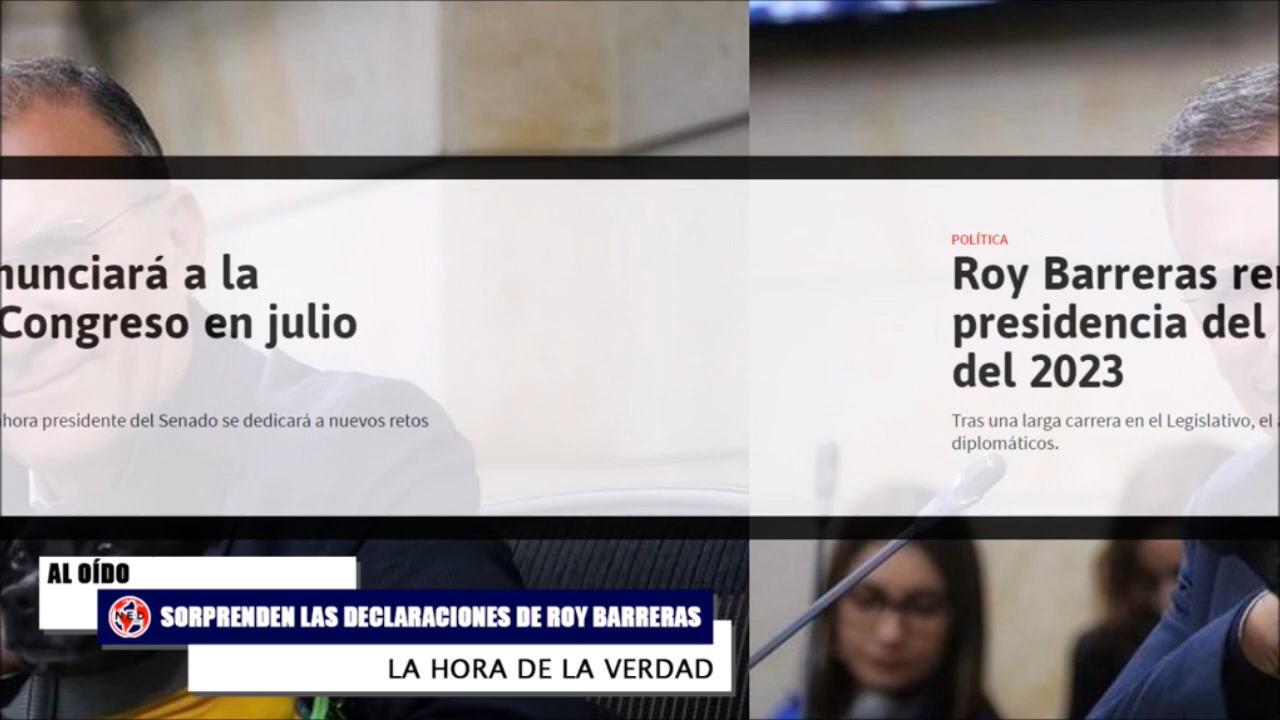 nunciará a la
Congreso en julio
ahora presidente del Senado se dedicará a nuevos retos
POLÍTICA
Roy Barreras
presidencia del
del 2023
Tras una larga carrera en el Legislativo, el
diplomáticos.
AL OÍDO
SORPRENDEN LAS DECLARACIONES DE ROY BARRERAS
LA HORA DE LA VERDAD